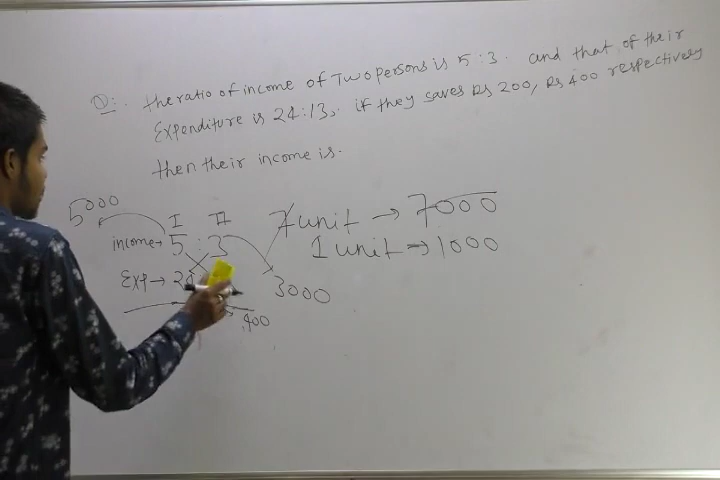 Q:. the ratio of income of Two persons is 5:3. and that of their
Expenditure is 24:13,. if they saves Rs 200, Rs 400 respectively
then their income is.
5000
I II
7 unit → 7000
income→ 5 : 3
1 unit → 1000
Exp → 24
3000
400